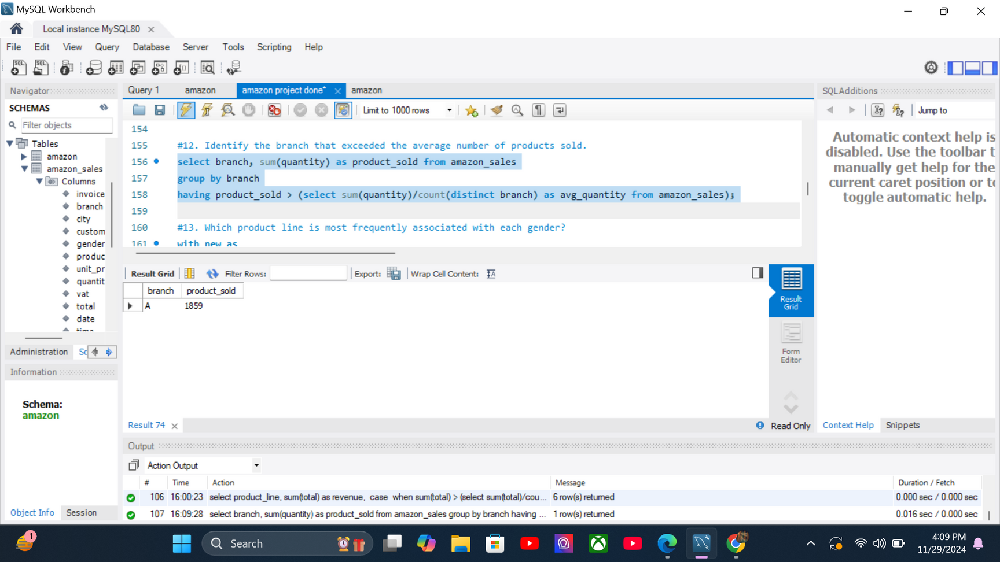 MySQL Workbench
Local instance MySQL80
File Edit View Query Database Server Tools Scripting Help
Navigator
SCHEMAS
Filter objects
Tables
amazon
amazon_sales
Columns
invoice
branch
city
custom
gender
produc
unit_pr
quantit
vat
total
date
time
Administration Sc
Information
Schema:
amazon
Object Info Session
Query 1 amazon amazon project done* amazon
Limit to 1000 rows
154
155 #12. Identify the branch that exceeded the average number of products sold.
156 select branch, sum(quantity) as product_sold from amazon_sales
157 group by branch
158 having product_sold > (select sum(quantity)/count(distinct branch) as avg_quantity from amazon_sales);
159
160 #13. Which product line is most frequently associated with each gender?
161 with new as
Result Grid Filter Rows: Export: Wrap Cell Content:
branch product_sold
A 1859
Result
Grid
Form
Editor
Result 74
Read Only
SQLAdditions
Jump to
Automatic context help is
disabled. Use the toolbar t
manually get help for the
current caret position or to
toggle automatic help.
Context Help Snippets
Output
Action Output
# Time Action Message Duration / Fetch
106 16:00:23 select product_line, sum(total) as revenue, case when sum(total) > (select sum(total)/cou... 6 row(s) returned 0.000 sec / 0.000 sec
107 16:09:28 select branch, sum(quantity) as product_sold from amazon_sales group by branch having ... 1 row(s) returned 0.016 sec / 0.000 sec
1
Search
4:09 PM
11/29/2024